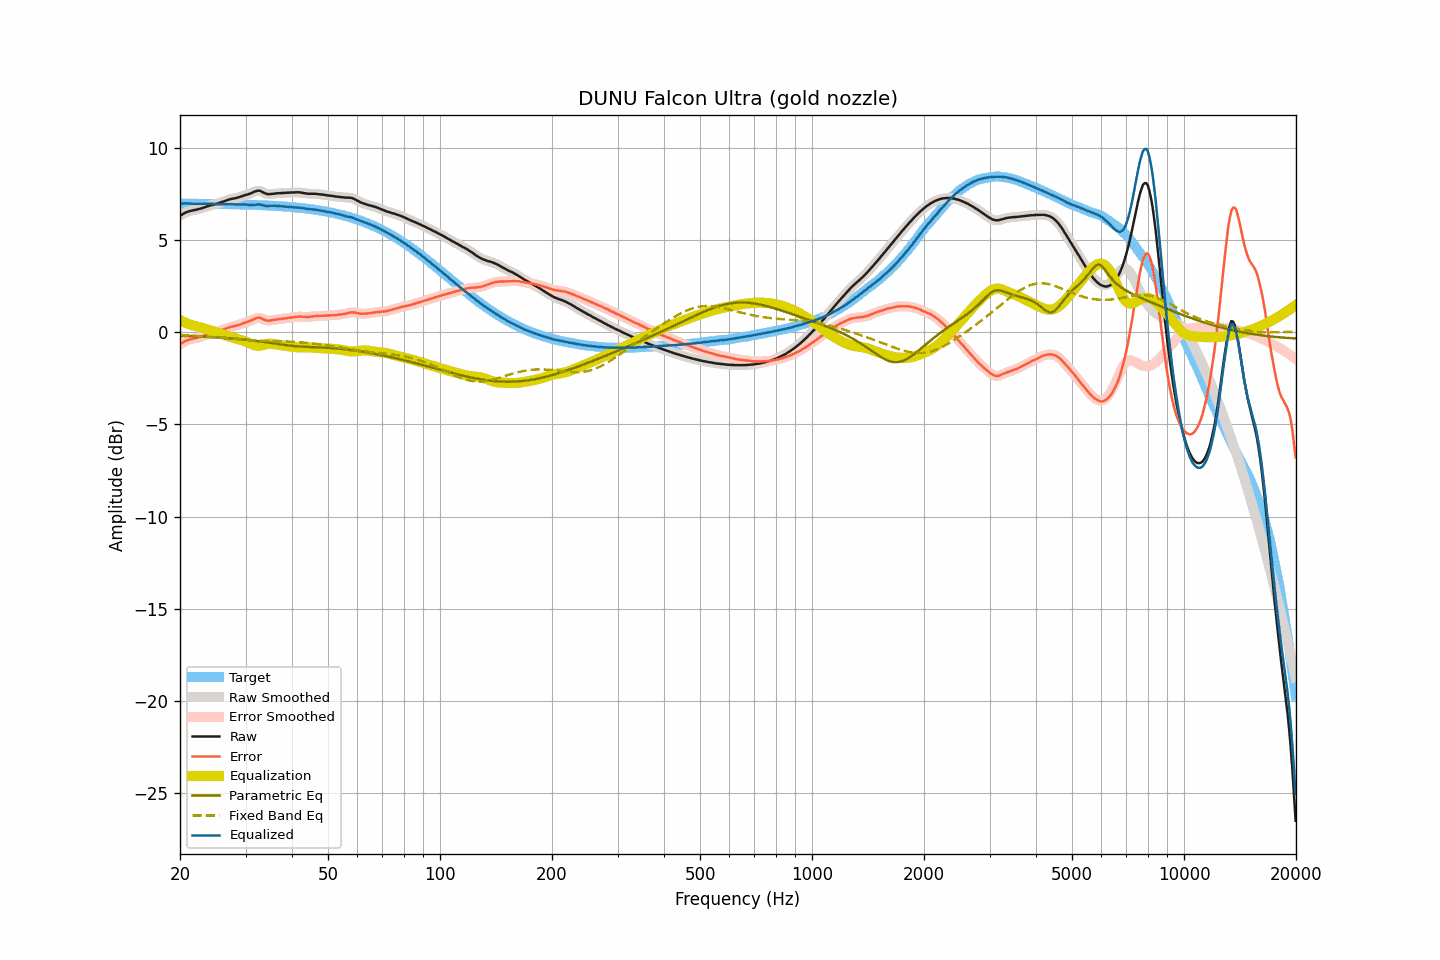 DUNU Falcon Ultra (gold nozzle)
10
5
0
−5
−10
−15
−20
−25
Amplitude (dBr)
Target
Raw Smoothed
Error Smoothed
Raw
Error
Equalization
Parametric Eq
Fixed Band Eq
Equalized
20 50 100 200 500 1000 2000 5000 10000 20000
Frequency (Hz)